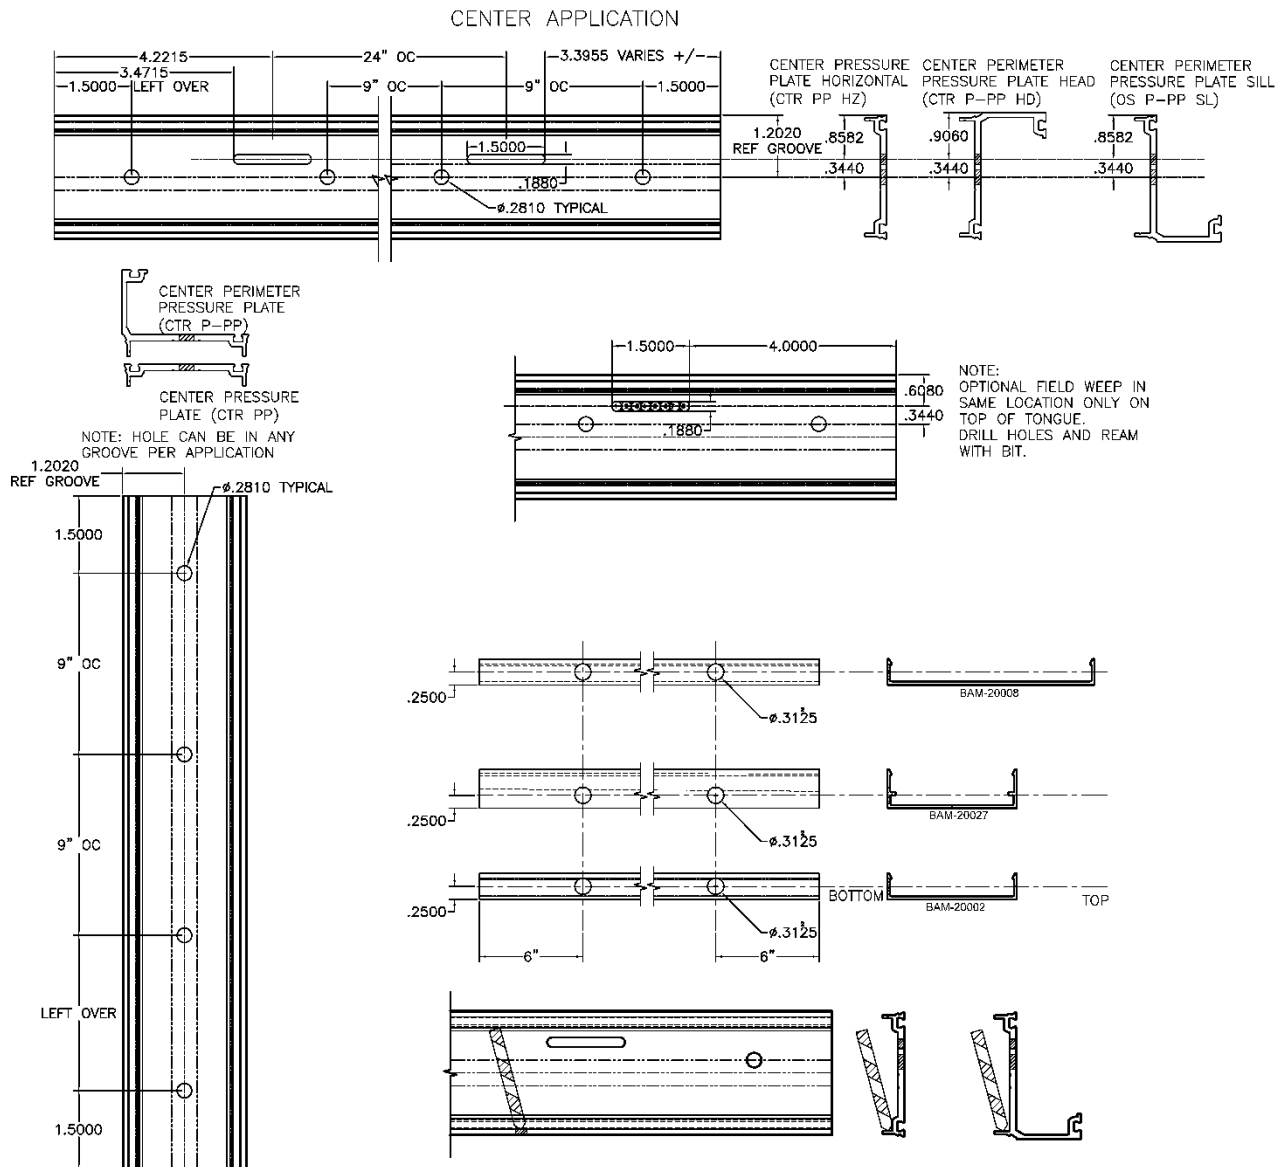 CENTER APPLICATION
4.2215
24" OC
3.3955 VARIES +/-
3.4715
1.5000
LEFT OVER
9" OC
9" OC
1.5000
1.2020
REF GROOVE
1.5000
.1880
ø.2810 TYPICAL
CENTER PRESSURE
PLATE HORIZONTAL
(CTR PP HZ)
CENTER PERIMETER
PRESSURE PLATE HEAD
(CTR P-PP HD)
CENTER PERIMETER
PRESSURE PLATE SILL
(OS P-PP SL)
.8582
.9060
.8582
.3440
.3440
.3440
CENTER PERIMETER
PRESSURE PLATE
(CTR P-PP)
CENTER PRESSURE
PLATE (CTR PP)
NOTE: HOLE CAN BE IN ANY
GROOVE PER APPLICATION
1.2020
REF GROOVE
ø.2810 TYPICAL
1.5000
9" OC
9" OC
LEFT OVER
1.5000
1.5000
4.0000
.6080
.3440
.1880
NOTE:
OPTIONAL FIELD WEEP IN
SAME LOCATION ONLY ON
TOP OF TONGUE.
DRILL HOLES AND REAM
WITH BIT.
.2500
ø.3125
BAM-20008
.2500
ø.3125
BAM-20027
.2500
ø.3125
BOTTOM
BAM-20002
TOP
6"
6"